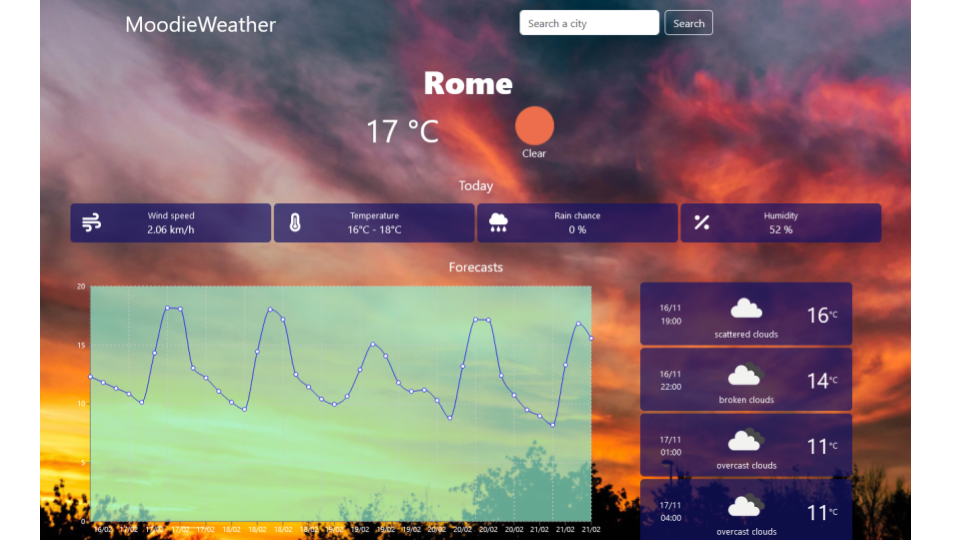 MoodieWeather
Search a city
Search
Rome
17 °C
Clear
Today
Wind speed
2.06 km/h
Temperature
16°C - 18°C
Rain chance
0 %
Humidity
52 %
Forecasts
20
15
10
5
0
16/02 17/02 17/02 17/02 17/02 18/02 18/02 18/02 18/02 19/02 19/02 19/02 19/02 20/02 20/02 20/02 20/02 21/02 21/02 21/02
16/11
19:00
scattered clouds
16°C
16/11
22:00
broken clouds
14°C
17/11
01:00
overcast clouds
11°C
17/11
04:00
overcast clouds
11°C